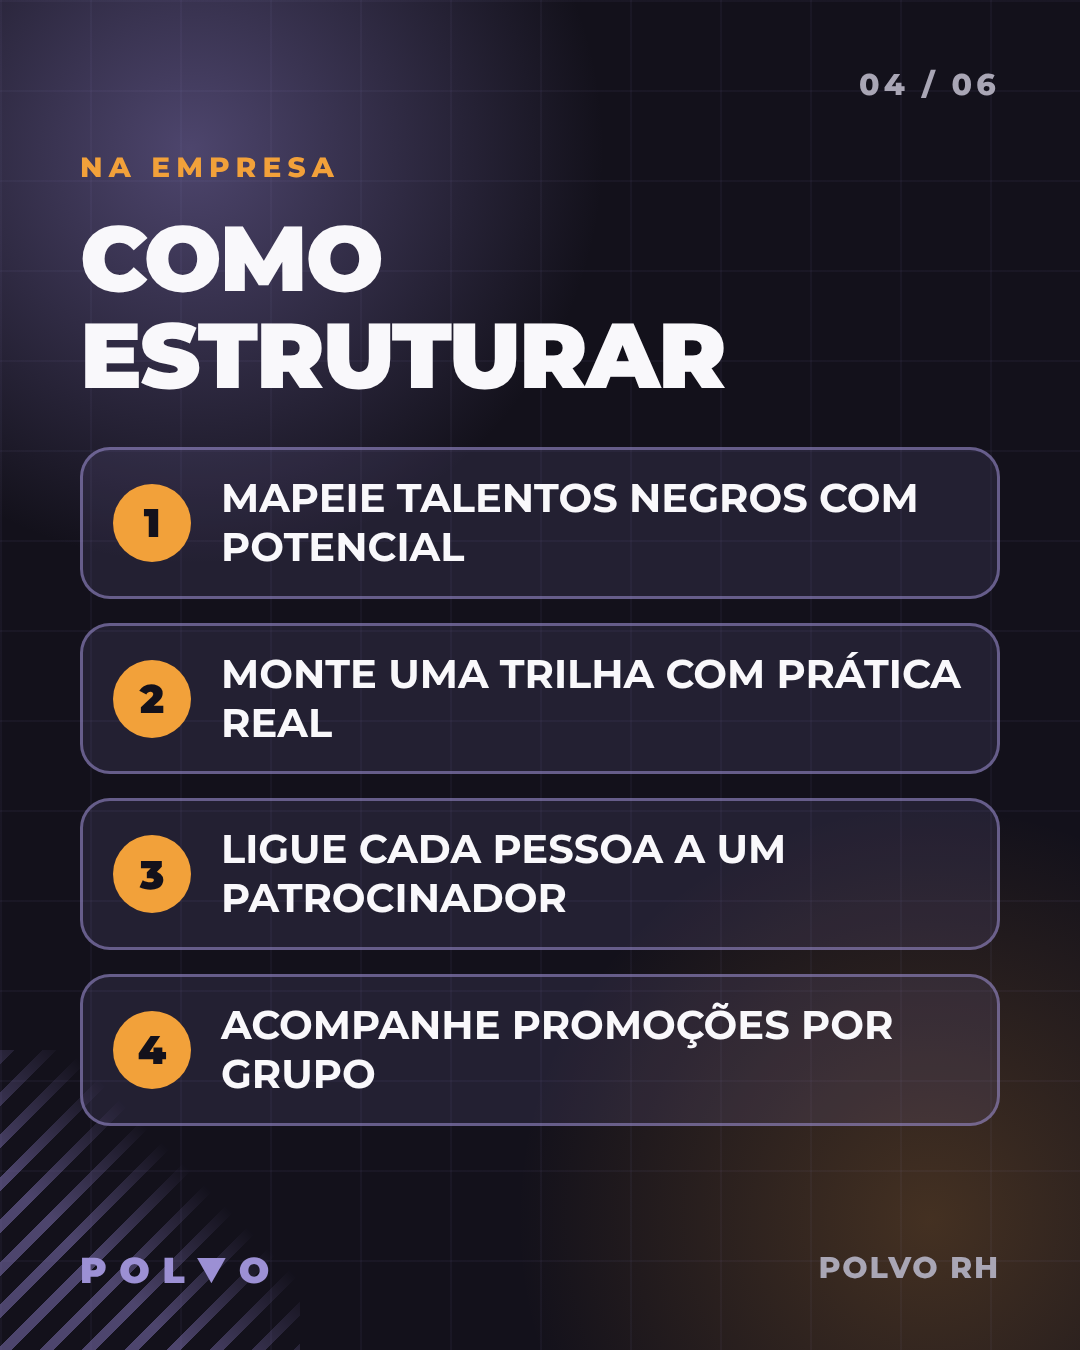 04 / 06
NA EMPRESA
COMO
ESTRUTURAR
1
MAPEIE TALENTOS NEGROS COM
POTENCIAL
2
MONTE UMA TRILHA COM PRÁTICA
REAL
3
LIGUE CADA PESSOA A UM
PATROCINADOR
4
ACOMPANHE PROMOÇÕES POR
GRUPO
POLVO
POLVO RH